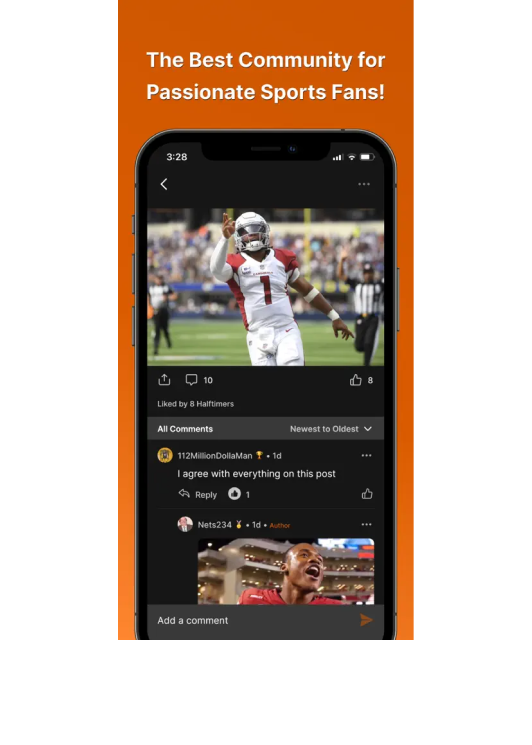 The Best Community for
Passionate Sports Fans!
3:28
1
10
8
Liked by 8 Halftimers
All Comments
Newest to Oldest
112MillionDollaMan • 1d
I agree with everything on this post
Reply
1
Nets234 • 1d • Author
Add a comment